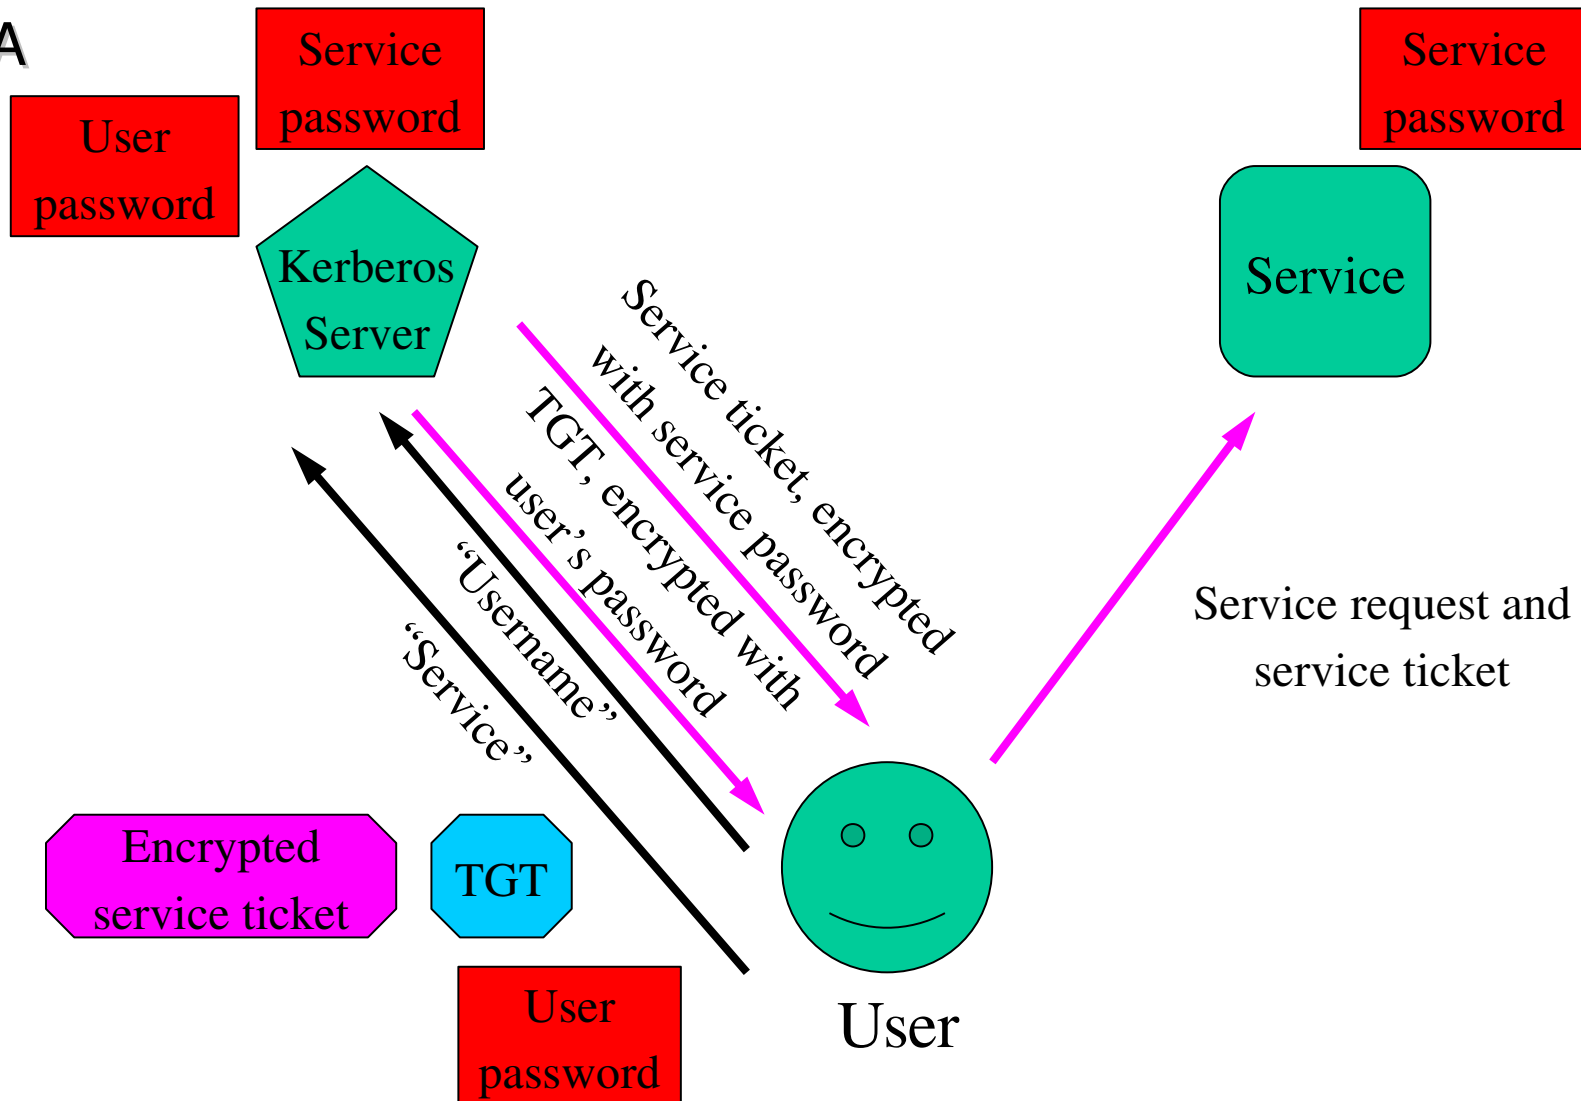 A
Service
password
Service
password
User
password
Kerberos
Server
Service
Service ticket, encrypted
with service password
TGT, encrypted with
user’s password
“Username”
“Service”
Service request and
service ticket
Encrypted
service ticket
TGT
User
password
User